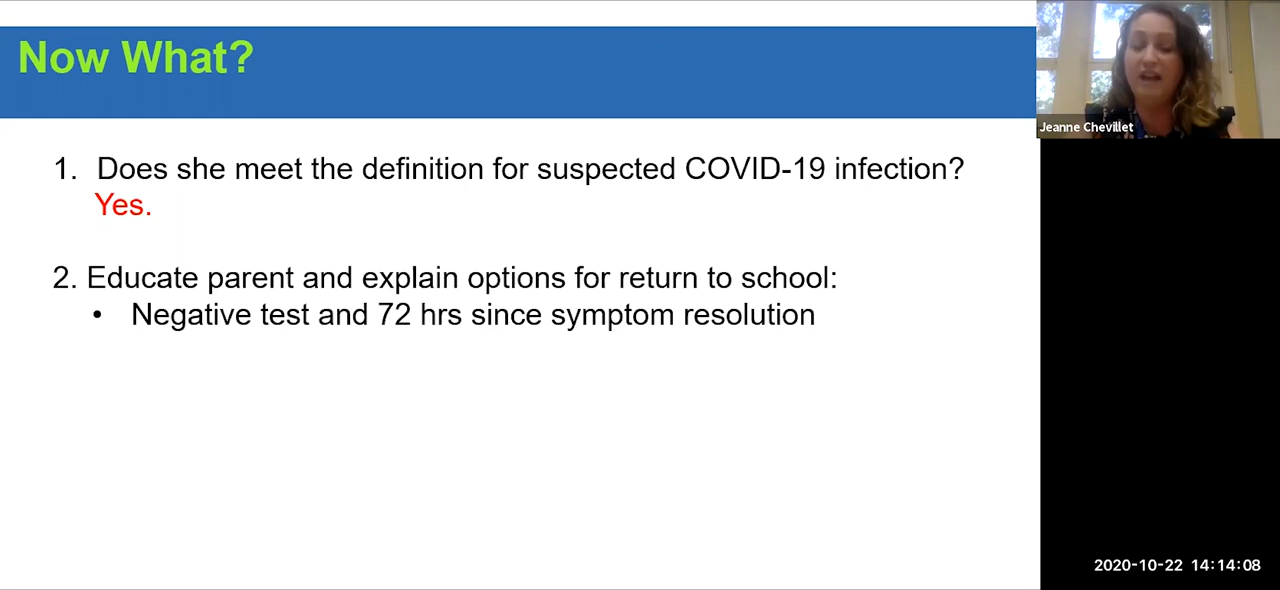 Now What?
Jeanne Chevillet
1. Does she meet the definition for suspected COVID-19 infection?
Yes.
2. Educate parent and explain options for return to school:
• Negative test and 72 hrs since symptom resolution
2020-10-22 14:14:08